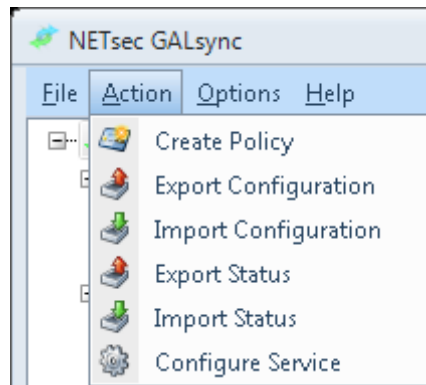 NETsec GALsync
File Action Options Help
Create Policy
Export Configuration
Import Configuration
Export Status
Import Status
Configure Service